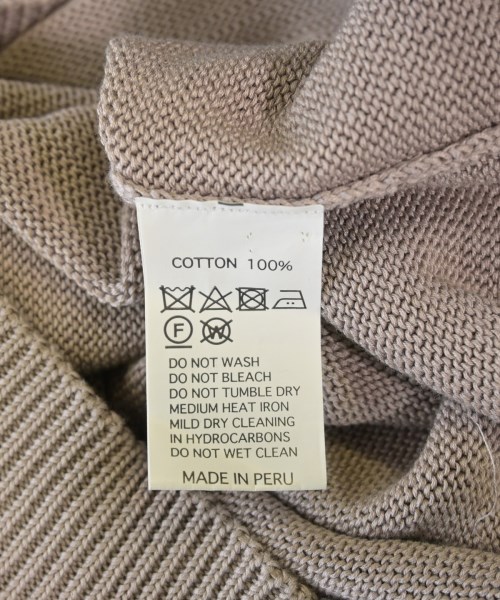 COTTON 100%
F W
DO NOT WASH
DO NOT BLEACH
DO NOT TUMBLE DRY
MEDIUM HEAT IRON
MILD DRY CLEANING
IN HYDROCARBONS
DO NOT WET CLEAN
MADE IN PERU